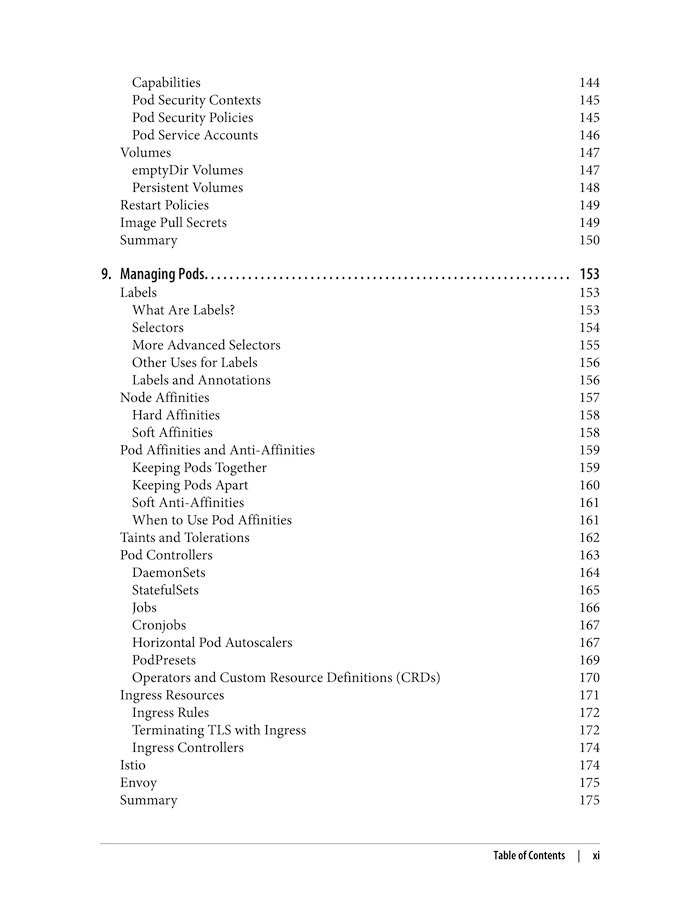 Capabilities 144
Pod Security Contexts 145
Pod Security Policies 145
Pod Service Accounts 146
Volumes 147
emptyDir Volumes 147
Persistent Volumes 148
Restart Policies 149
Image Pull Secrets 149
Summary 150
9. Managing Pods. . . . . . . . . . . . . . . . . . . . . . . . . . . . . . . . . . . . . . . . . . . . . . . . . . . . . . . . . . . 153
Labels 153
What Are Labels? 153
Selectors 154
More Advanced Selectors 155
Other Uses for Labels 156
Labels and Annotations 156
Node Affinities 157
Hard Affinities 158
Soft Affinities 158
Pod Affinities and Anti-Affinities 159
Keeping Pods Together 159
Keeping Pods Apart 160
Soft Anti-Affinities 161
When to Use Pod Affinities 161
Taints and Tolerations 162
Pod Controllers 163
DaemonSets 164
StatefulSets 165
Jobs 166
Cronjobs 167
Horizontal Pod Autoscalers 167
PodPresets 169
Operators and Custom Resource Definitions (CRDs) 170
Ingress Resources 171
Ingress Rules 172
Terminating TLS with Ingress 172
Ingress Controllers 174
Istio 174
Envoy 175
Summary 175
Table of Contents | xi